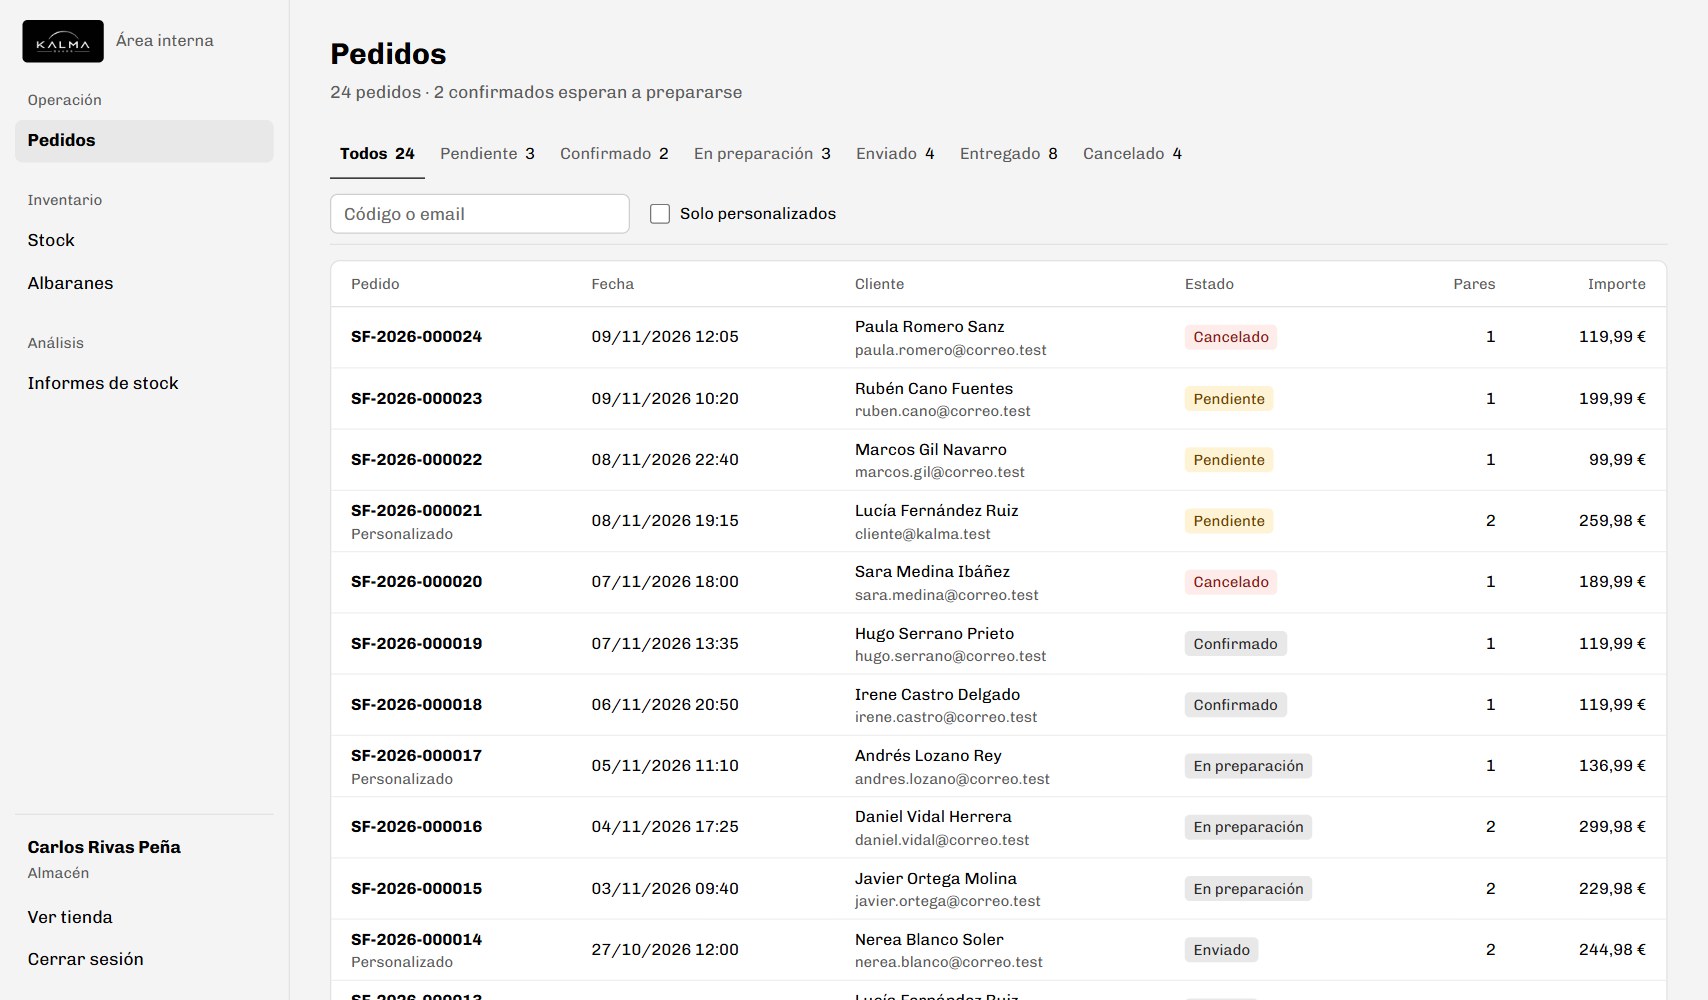 KALMA
Área interna
Operación
Pedidos
Inventario
Stock
Albaranes
Análisis
Informes de stock
Carlos Rivas Peña
Almacén
Ver tienda
Cerrar sesión
Pedidos
24 pedidos · 2 confirmados esperan a prepararse
Todos 24 Pendiente 3 Confirmado 2 En preparación 3 Enviado 4 Entregado 8 Cancelado 4
Código o email Solo personalizados
Pedido Fecha Cliente Estado Pares Importe
SF-2026-000024 09/11/2026 12:05 Paula Romero Sanz Cancelado 1 119,99 €
paula.romero@correo.test
SF-2026-000023 09/11/2026 10:20 Rubén Cano Fuentes Pendiente 1 199,99 €
ruben.cano@correo.test
SF-2026-000022 08/11/2026 22:40 Marcos Gil Navarro Pendiente 1 99,99 €
marcos.gil@correo.test
SF-2026-000021 08/11/2026 19:15 Lucía Fernández Ruiz Pendiente 2 259,98 €
Personalizado cliente@kalma.test
SF-2026-000020 07/11/2026 18:00 Sara Medina Ibáñez Cancelado 1 189,99 €
sara.medina@correo.test
SF-2026-000019 07/11/2026 13:35 Hugo Serrano Prieto Confirmado 1 119,99 €
hugo.serrano@correo.test
SF-2026-000018 06/11/2026 20:50 Irene Castro Delgado Confirmado 1 119,99 €
irene.castro@correo.test
SF-2026-000017 05/11/2026 11:10 Andrés Lozano Rey En preparación 1 136,99 €
Personalizado andres.lozano@correo.test
SF-2026-000016 04/11/2026 17:25 Daniel Vidal Herrera En preparación 2 299,98 €
daniel.vidal@correo.test
SF-2026-000015 03/11/2026 09:40 Javier Ortega Molina En preparación 2 229,98 €
javier.ortega@correo.test
SF-2026-000014 27/10/2026 12:00 Nerea Blanco Soler Enviado 2 244,98 €
Personalizado nerea.blanco@correo.test
SF-2026-000013 Lucía Fernández Ruiz